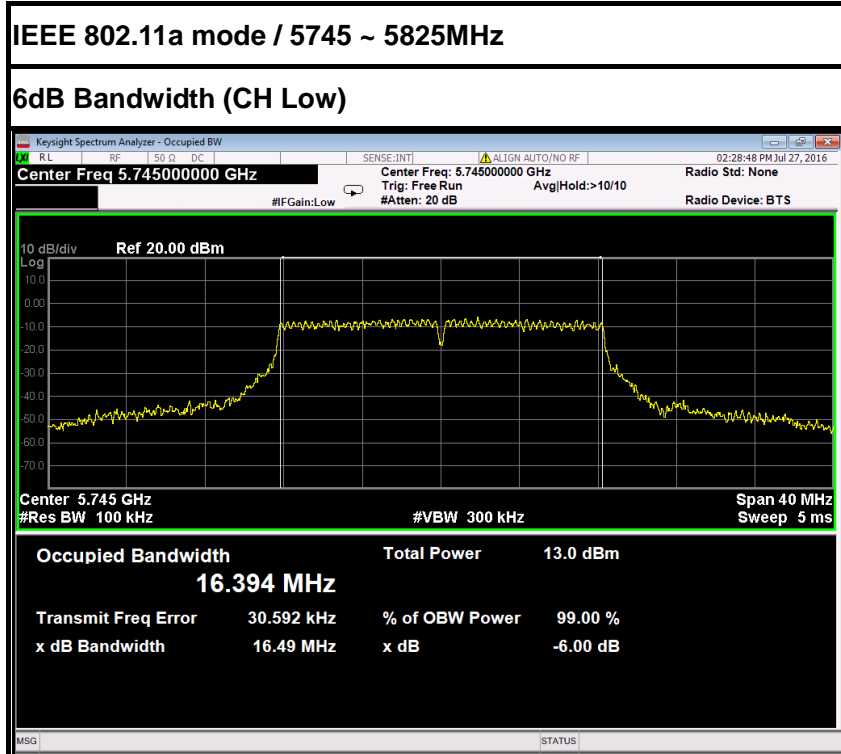 IEEE 802.11a mode / 5745 ~ 5825MHz
6dB Bandwidth (CH Low)
Keysight Spectrum Analyzer - Occupied BW
LXI RL RF 50 Ω DC SENSE:INT ALIGN AUTO/NO RF 02:28:48 PM Jul 27, 2016
Center Freq 5.745000000 GHz Center Freq: 5.745000000 GHz Radio Std: None
Trig: Free Run Avg|Hold:>10/10
#IFGain:Low #Atten: 20 dB Radio Device: BTS
10 dB/div Ref 20.00 dBm
Log
10.0
0.00
-10.0
-20.0
-30.0
-40.0
-50.0
-60.0
-70.0
Center 5.745 GHz Span 40 MHz
#Res BW 100 kHz #VBW 300 kHz Sweep 5 ms
Occupied Bandwidth Total Power 13.0 dBm
16.394 MHz
Transmit Freq Error 30.592 kHz % of OBW Power 99.00 %
x dB Bandwidth 16.49 MHz x dB -6.00 dB
MSG STATUS